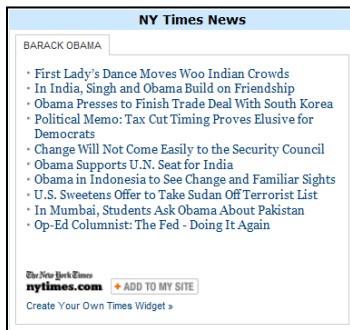 NY Times News
BARACK OBAMA
• First Lady's Dance Moves Woo Indian Crowds
• In India, Singh and Obama Build on Friendship
• Obama Presses to Finish Trade Deal With South Korea
• Political Memo: Tax Cut Timing Proves Elusive for
Democrats
• Change Will Not Come Easily to the Security Council
• Obama Supports U.N. Seat for India
• Obama in Indonesia to See Change and Familiar Sights
• U.S. Sweetens Offer to Take Sudan Off Terrorist List
• In Mumbai, Students Ask Obama About Pakistan
• Op-Ed Columnist: The Fed - Doing It Again
The New York Times
nytimes.com + ADD TO MY SITE
Create Your Own Times Widget »